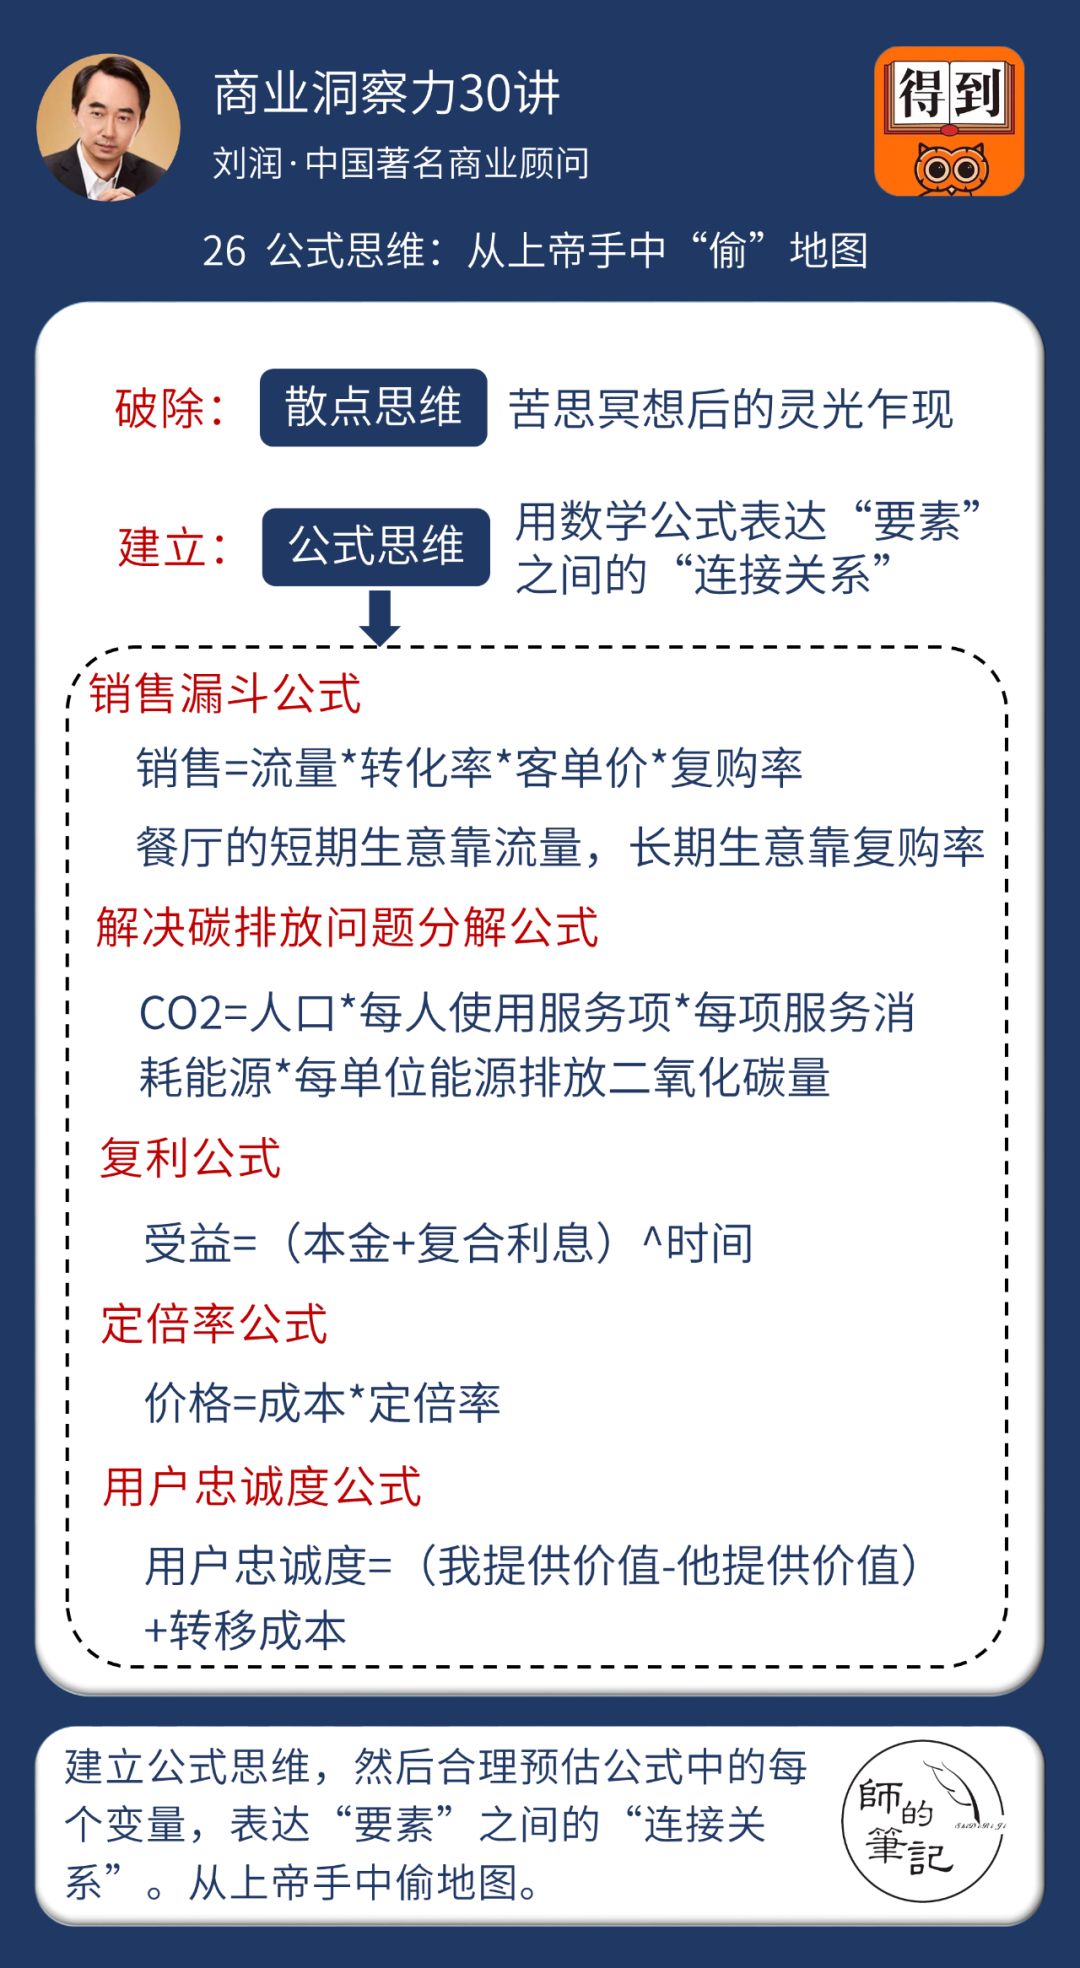 商业洞察力30讲
得到
刘润·中国著名商业顾问
26 公式思维：从上帝手中“偷”地图
破除：
散点思维
苦思冥想后的灵光乍现
建立：
公式思维
用数学公式表达“要素”
之间的“连接关系”
销售漏斗公式
销售=流量*转化率*客单价*复购率
餐厅的短期生意靠流量，长期生意靠复购率
解决碳排放问题分解公式
CO2=人口*每人使用服务项*每项服务消
耗能源*每单位能源排放二氧化碳量
复利公式
受益=（本金+复合利息）^时间
定倍率公式
价格=成本*定倍率
用户忠诚度公式
用户忠诚度=（我提供价值-他提供价值）
+转移成本
建立公式思维，然后合理预估公式中的每
个变量，表达“要素”之间的“连接关
系”。从上帝手中偷地图。
師的
筆記